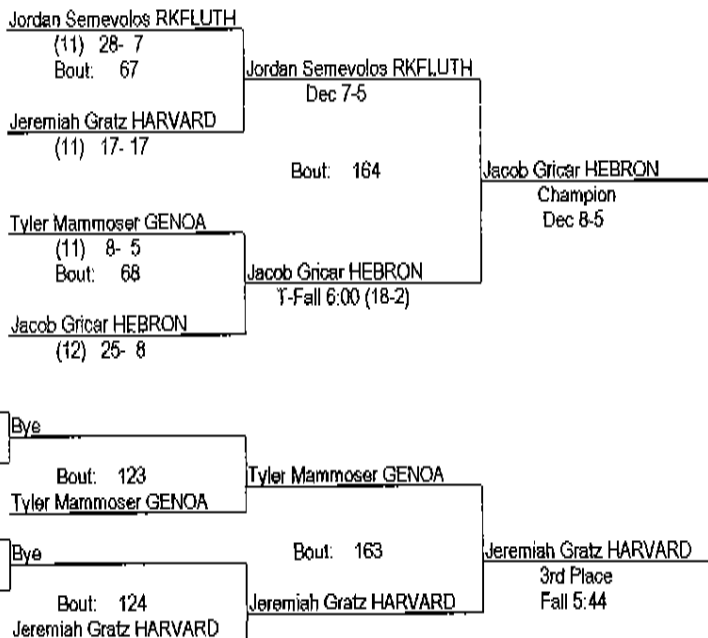 Jordan Semevolos RKFLUTH
(11) 28- 7
Bout: 67
Jordan Semevolos RKFLUTH
Dec 7-5
Jeremiah Gratz HARVARD
(11) 17- 17
Bout: 164
Jacob Gricar HEBRON
Champion
Dec 8-5
Tyler Mammoser GENOA
(11) 8- 5
Bout: 68
Jacob Gricar HEBRON
T-Fall 6:00 (18-2)
Jacob Gricar HEBRON
(12) 25- 8
Bye
Bout: 123
Tyler Mammoser GENOA
Tyler Mammoser GENOA
Bout: 163
Jeremiah Gratz HARVARD
3rd Place
Fall 5:44
Bye
Bout: 124
Jeremiah Gratz HARVARD
Jeremiah Gratz HARVARD